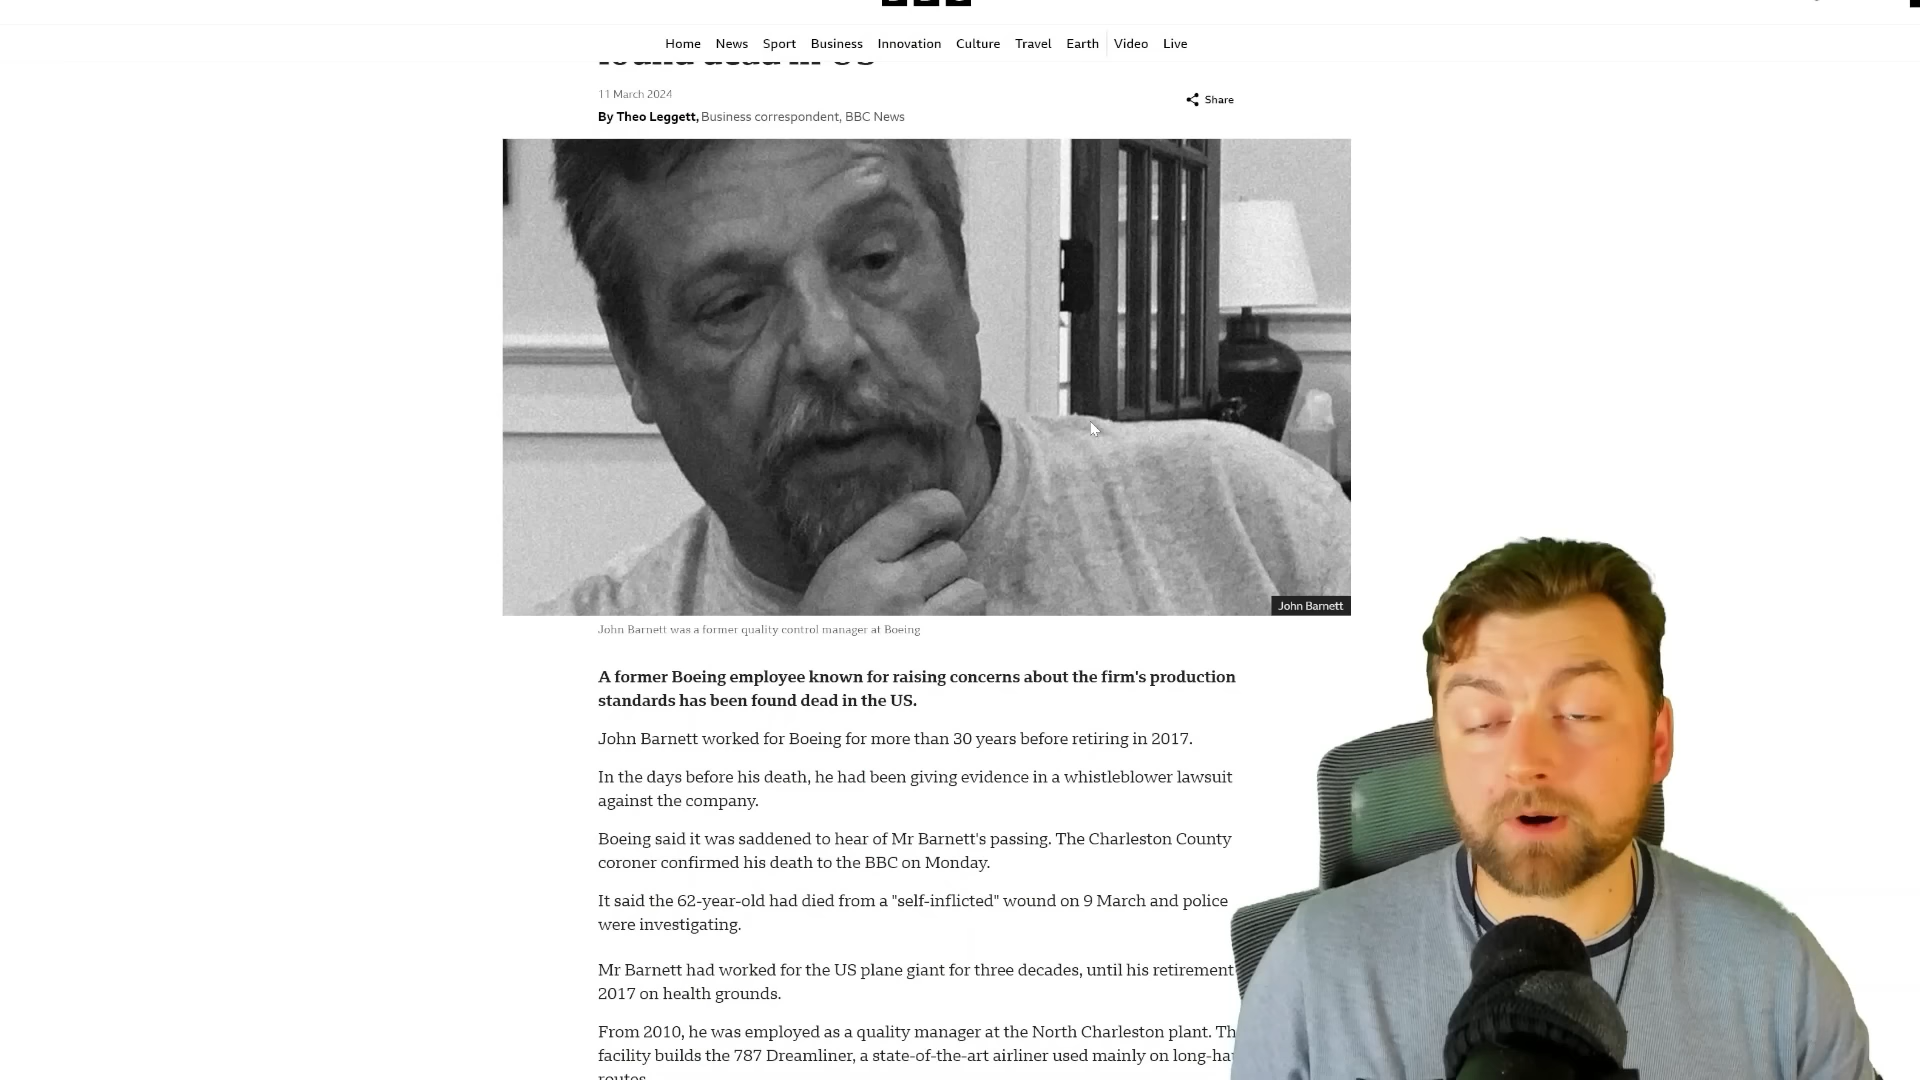 Home News Sport Business Innovation Culture Travel Earth Video Live
found dead in US
11 March 2024
Share
By Theo Leggett, Business correspondent, BBC News
John Barnett
John Barnett was a former quality control manager at Boeing
A former Boeing employee known for raising concerns about the firm's production
standards has been found dead in the US.
John Barnett worked for Boeing for more than 30 years before retiring in 2017.
In the days before his death, he had been giving evidence in a whistleblower lawsuit
against the company.
Boeing said it was saddened to hear of Mr Barnett's passing. The Charleston County
coroner confirmed his death to the BBC on Monday.
It said the 62-year-old had died from a "self-inflicted" wound on 9 March and police
were investigating.
Mr Barnett had worked for the US plane giant for three decades, until his retirement
2017 on health grounds.
From 2010, he was employed as a quality manager at the North Charleston plant. Th
facility builds the 787 Dreamliner, a state-of-the-art airliner used mainly on long-ha
routes.